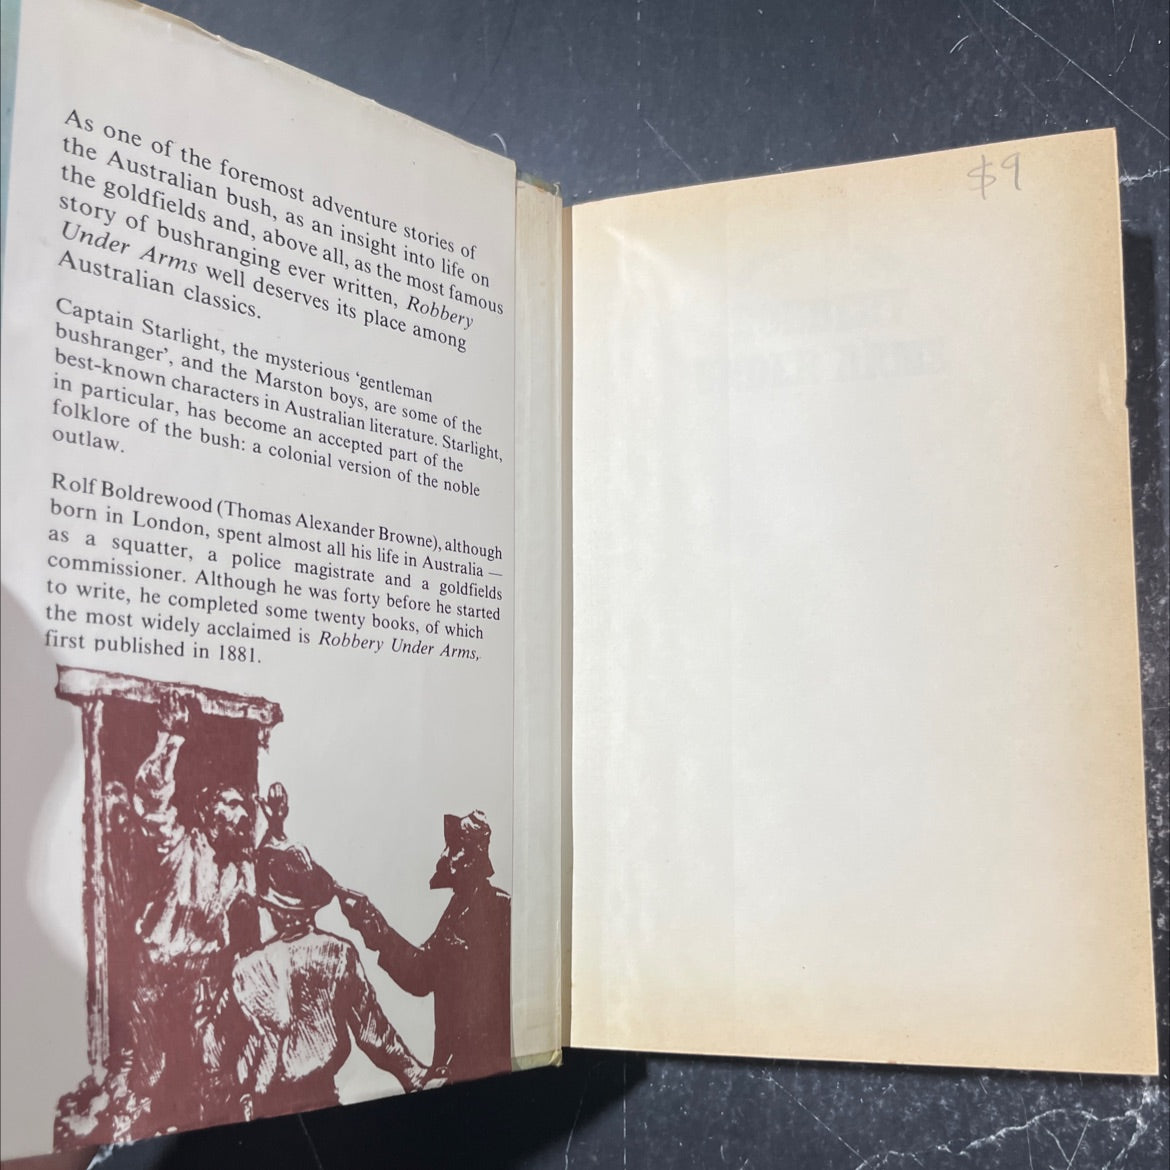 As one of the foremost adventure stories of
the Australian bush, as an insight into life on
the goldfields and, above all, as the most famous
story of bushranging ever written, Robbery
Under Arms well deserves its place among
Australian classics.
Captain Starlight, the mysterious ‘gentleman
bushranger’, and the Marston boys, are some of the
best-known characters in Australian literature. Starlight,
in particular, has become an accepted part of the
folklore of the bush: a colonial version of the noble
outlaw.
Rolf Boldrewood (Thomas Alexander Browne), although
born in London, spent almost all his life in Australia —
as a squatter, a police magistrate and a goldfields
commissioner. Although he was forty before he started
to write, he completed some twenty books, of which
the most widely acclaimed is Robbery Under Arms,
first published in 1881.
$9